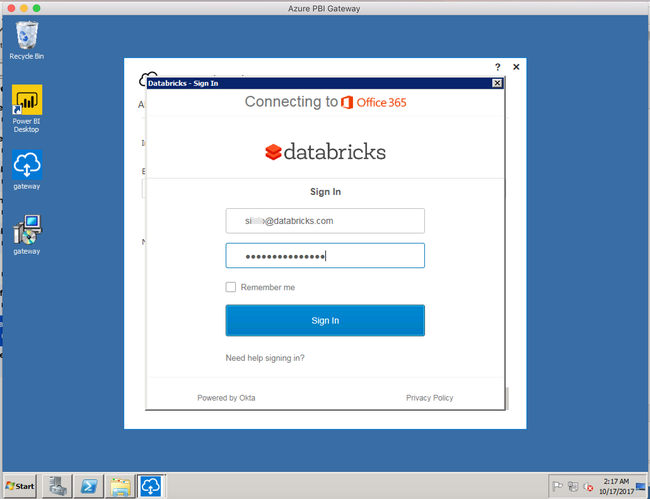 Azure PBI Gateway
Recycle Bin
Power BI
Desktop
gateway
gateway
? ×
Databricks - Sign In
Connecting to Office 365
databricks
Sign In
@databricks.com
Remember me
Sign In
Need help signing in?
Powered by Okta
Privacy Policy
Start
2:17 AM
10/17/2017